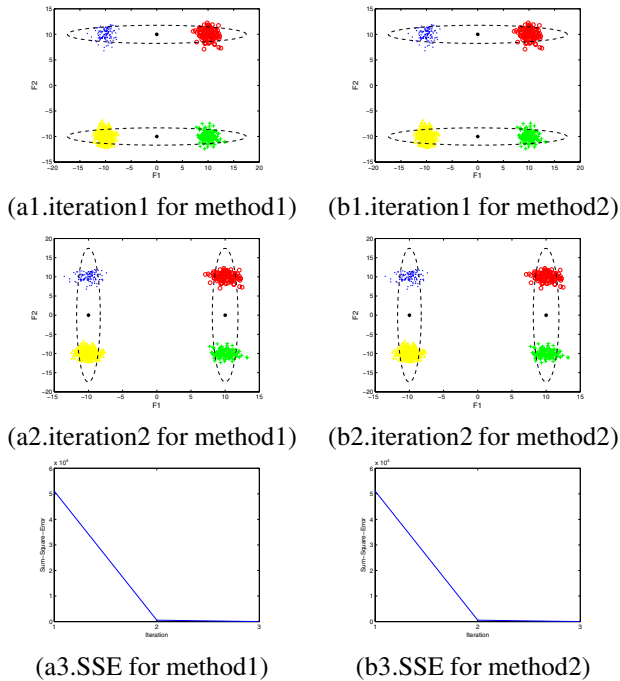 15
10
5
0
−5
−10
−15
F2
−20 −15 −10 −5 0 5 10 15 20
F1
15
10
5
0
−5
−10
−15
F2
−20 −15 −10 −5 0 5 10 15 20
F1
(a1.iteration1 for method1)
(b1.iteration1 for method2)
20
15
10
5
0
−5
−10
−15
−20
F2
−15 −10 −5 0 5 10 15
F1
20
15
10
5
0
−5
−10
−15
−20
F2
−15 −10 −5 0 5 10 15
F1
(a2.iteration2 for method1)
(b2.iteration2 for method2)
x 10⁴
6
5
4
3
2
1
0
Sum−Square−Error
1 2 3
Iteration
x 10⁴
6
5
4
3
2
1
0
Sum−Square−Error
1 2 3
Iteration
(a3.SSE for method1)
(b3.SSE for method2)